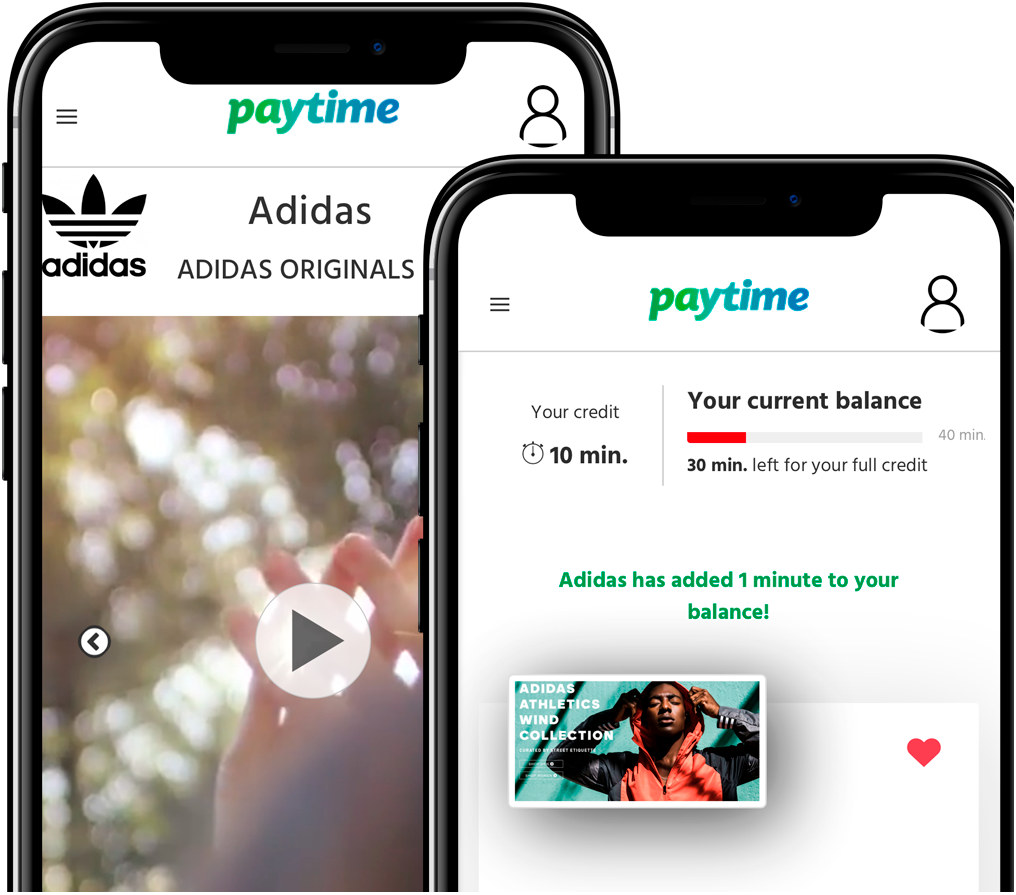 paytime
Adidas
adidas
ADIDAS ORIGINALS
paytime
Your credit
10 min.
Your current balance
40 min.
30 min. left for your full credit
Adidas has added 1 minute to your
balance!
ADIDAS
ATHLETICS
WIND
COLLECTION
CURATED BY STREET ETIQUETTE